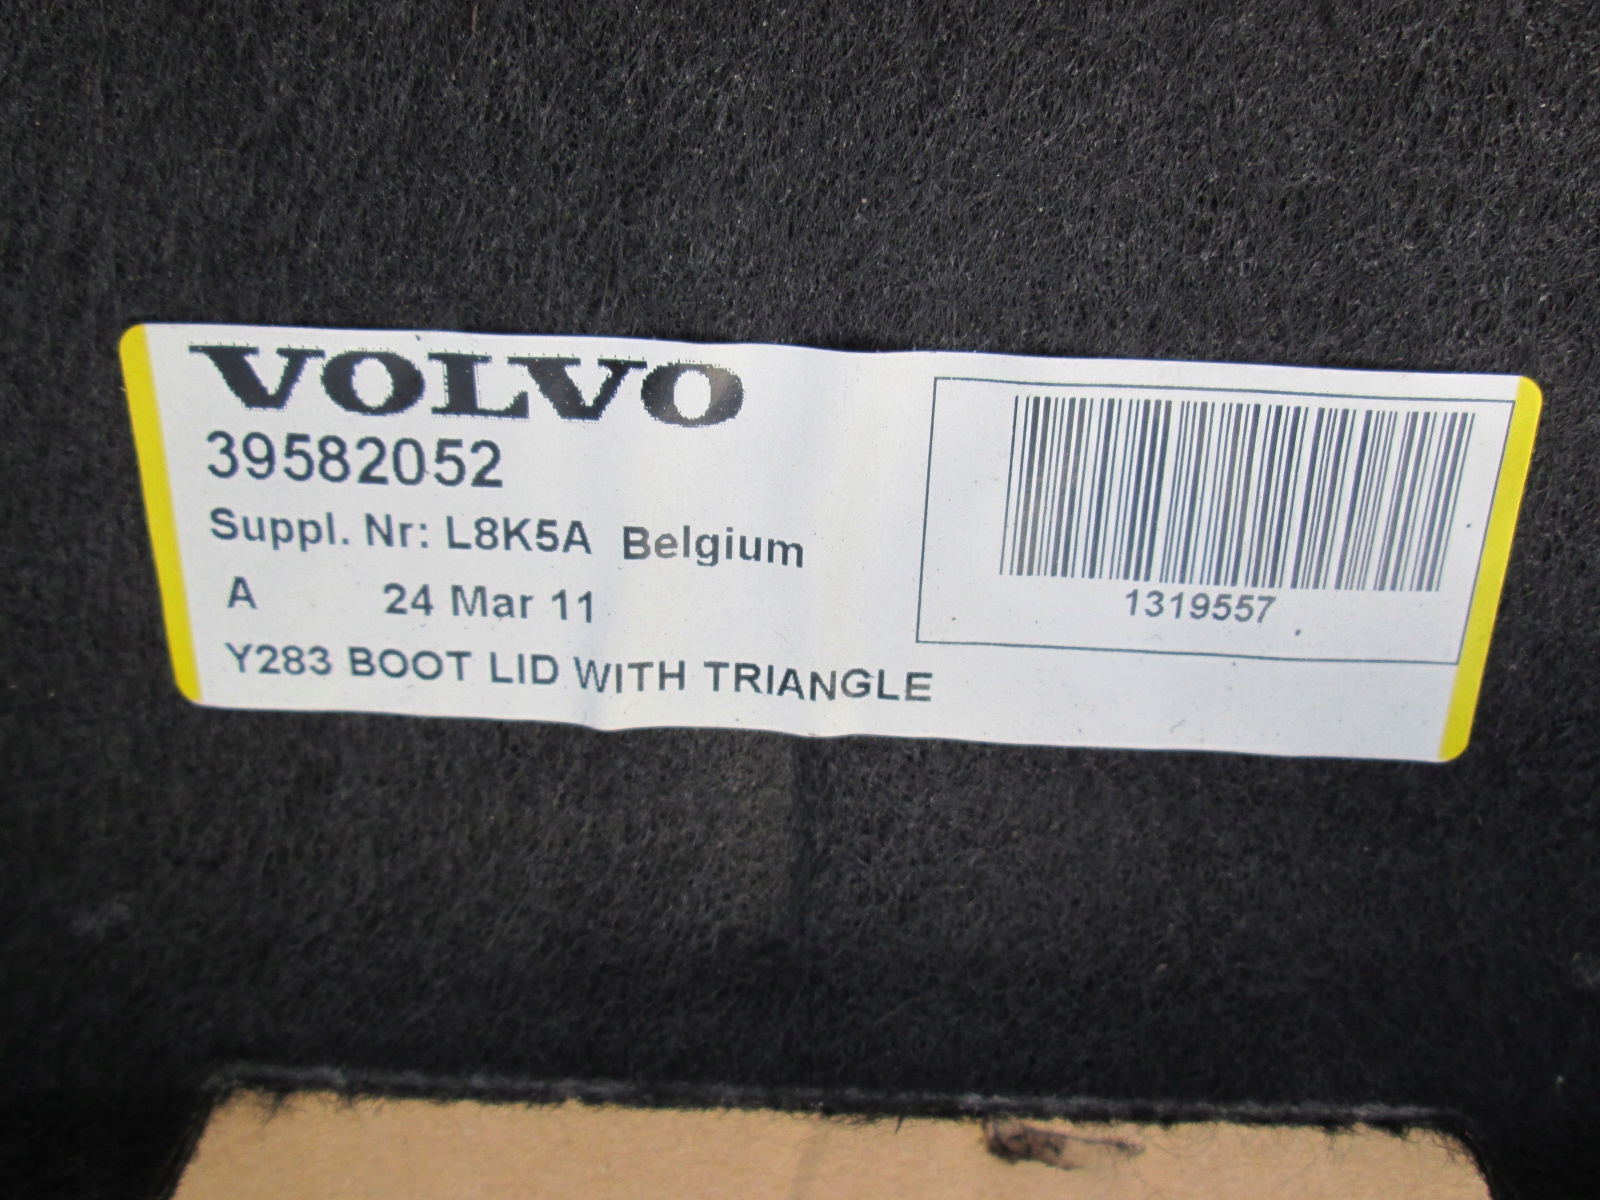 VOLVO
39582052
Suppl. Nr: L8K5A Belgium
A 24 Mar 11
Y283 BOOT LID WITH TRIANGLE
1319557